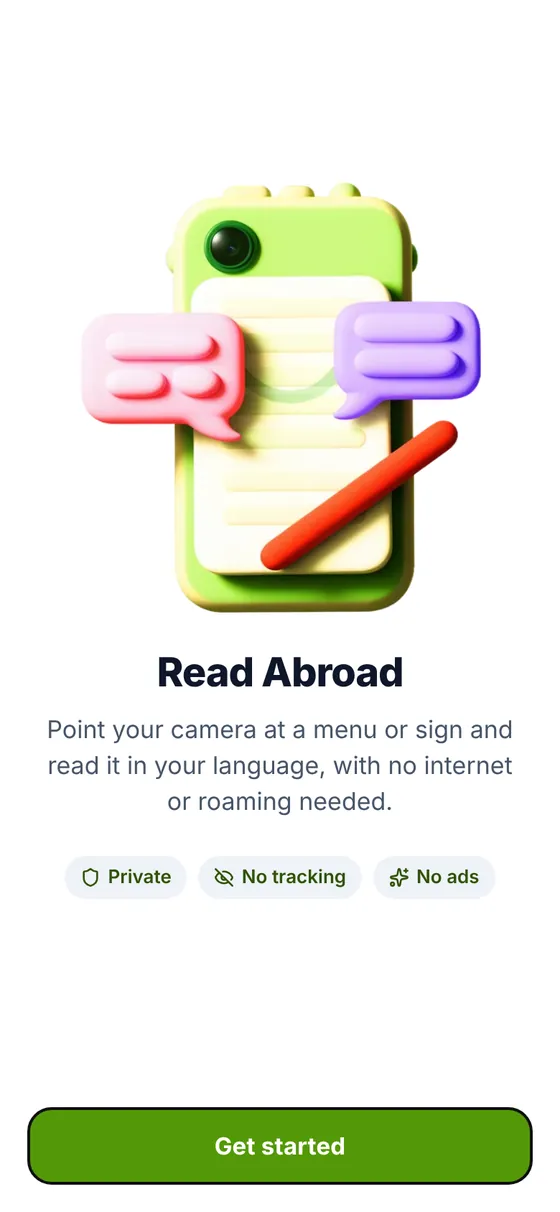 Read Abroad
Point your camera at a menu or sign and
read it in your language, with no internet
or roaming needed.
Private
No tracking
No ads
Get started